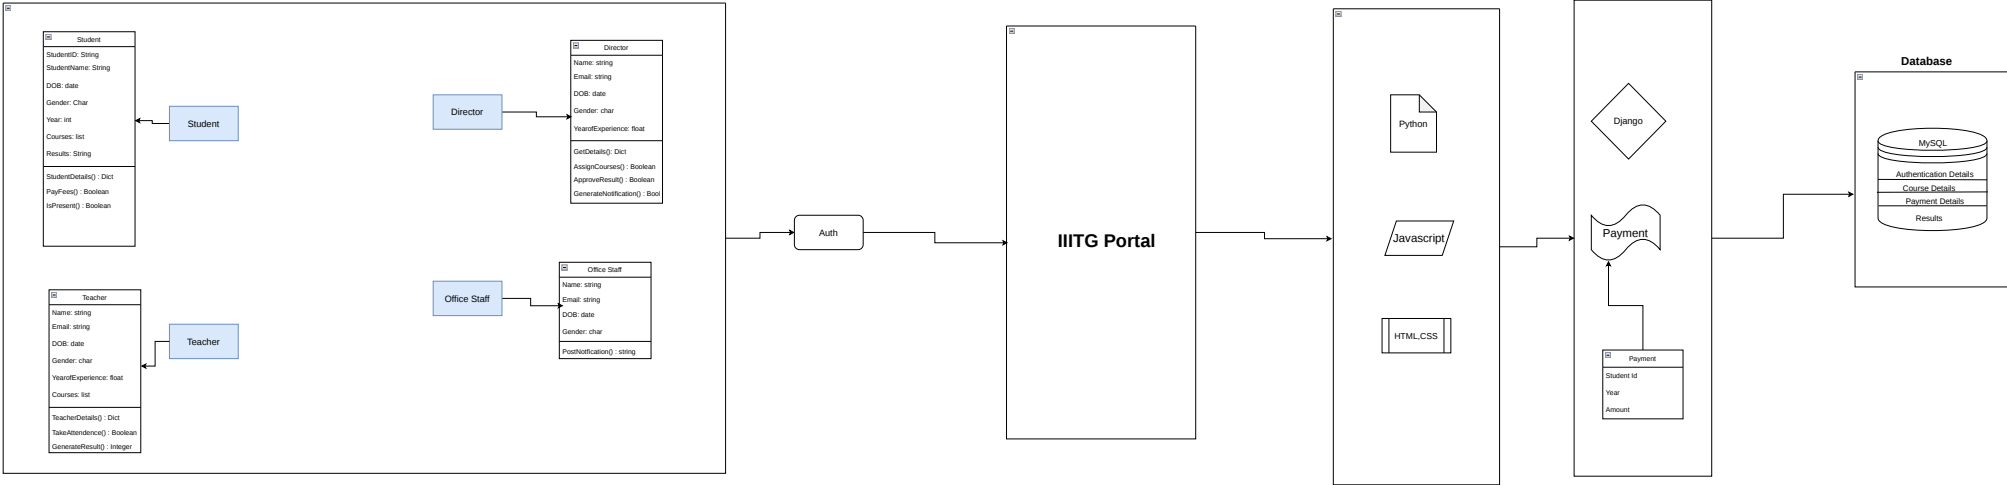 Student
StudentID: String
StudentName: String
DOB: date
Gender: Char
Year: int
Courses: list
Results: String
StudentDetails() : Dict
PayFees() : Boolean
IsPresent() : Boolean
Student
Director
Director
Name: string
Email: string
DOB: date
Gender: char
YearofExperience: float
GetDetails(): Dict
AssignCourses() : Boolean
ApproveResult() : Boolean
GenerateNotification() : Bool
Teacher
Name: string
Email: string
DOB: date
Gender: char
YearofExperience: float
Courses: list
TeacherDetails() : Dict
TakeAttendence() : Boolean
GenerateResult() : Integer
Teacher
Office Staff
Office Staff
Name: string
Email: string
DOB: date
Gender: char
PostNotfication() : string
Auth
IIITG Portal
Python
Javascript
HTML,CSS
Django
Payment
Payment
Student Id
Year
Amount
Database
MySQL
Authentication Details
Course Details
Payment Details
Results